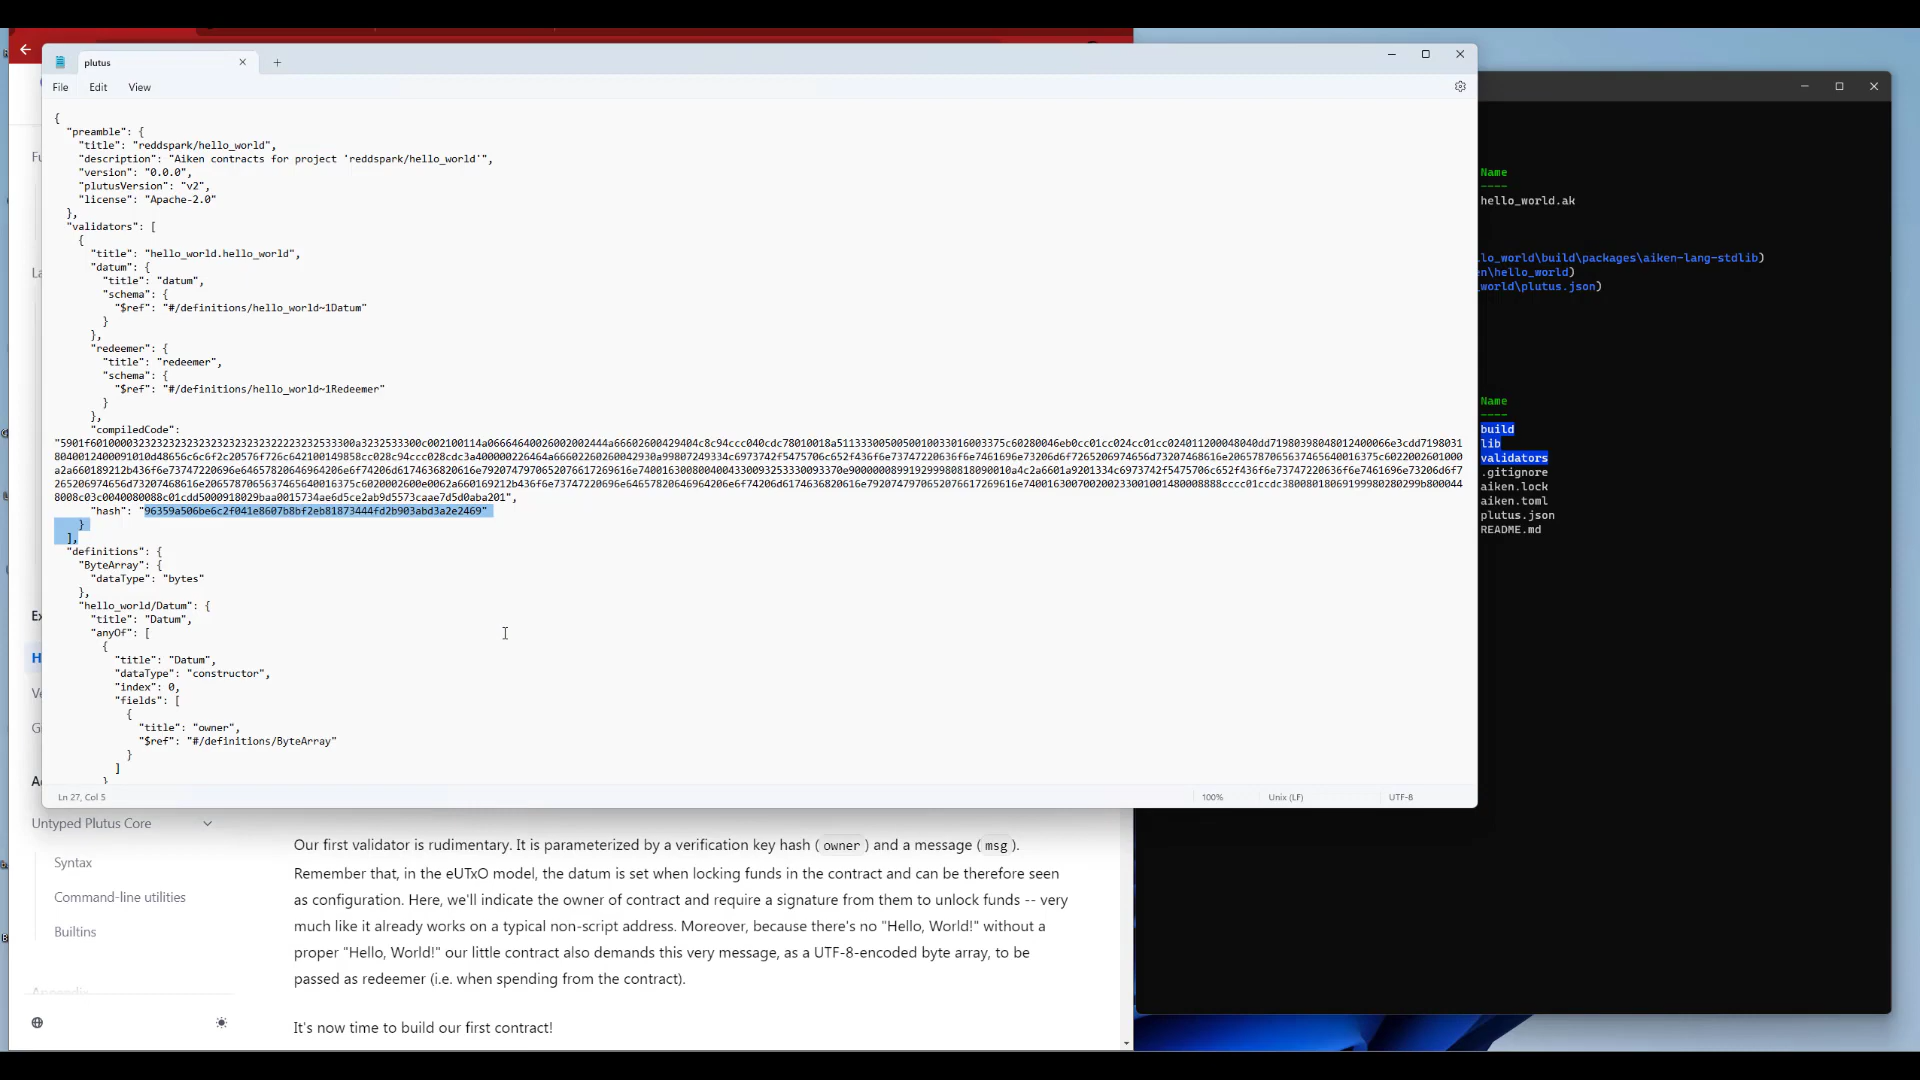 plutus
File
Edit
View
{
"preamble": {
"title": "reddspark/hello_world",
"description": "Aiken contracts for project 'reddspark/hello_world'",
"version": "0.0.0",
"plutusVersion": "v2",
"license": "Apache-2.0"
},
"validators": [
{
"title": "hello_world.hello_world",
"datum": {
"title": "datum",
"schema": {
"$ref": "#/definitions/hello_world~1Datum"
}
},
"redeemer": {
"title": "redeemer",
"schema": {
"$ref": "#/definitions/hello_world~1Redeemer"
}
},
"compiledCode":
"hash": "96359a506be6c2f041e8607b8bf2eb81873444fd2b903abd3a2e2469"
}
],
"definitions": {
"ByteArray": {
"dataType": "bytes"
},
"hello_world/Datum": {
"title": "Datum",
"anyOf": [
{
"title": "Datum",
"dataType": "constructor",
"index": 0,
"fields": [
{
"title": "owner",
"$ref": "#/definitions/ByteArray"
}
]
}
Ln 27, Col 5
100%
Unix (LF)
UTF-8
Name
----
hello_world.ak
lo_world\build\packages\aiken-lang-stdlib)
n\hello_world)
_world\plutus.json)
Name
----
build
lib
validators
.gitignore
aiken.lock
aiken.toml
plutus.json
README.md
Untyped Plutus Core
Syntax
Command-line utilities
Builtins
Appendix
Our first validator is rudimentary. It is parameterized by a verification key hash ( owner ) and a message ( msg ).
Remember that, in the eUTxO model, the datum is set when locking funds in the contract and can be therefore seen
as configuration. Here, we'll indicate the owner of contract and require a signature from them to unlock funds -- very
much like it already works on a typical non-script address. Moreover, because there's no "Hello, World!" without a
proper "Hello, World!" our little contract also demands this very message, as a UTF-8-encoded byte array, to be
passed as redeemer (i.e. when spending from the contract).
It's now time to build our first contract!